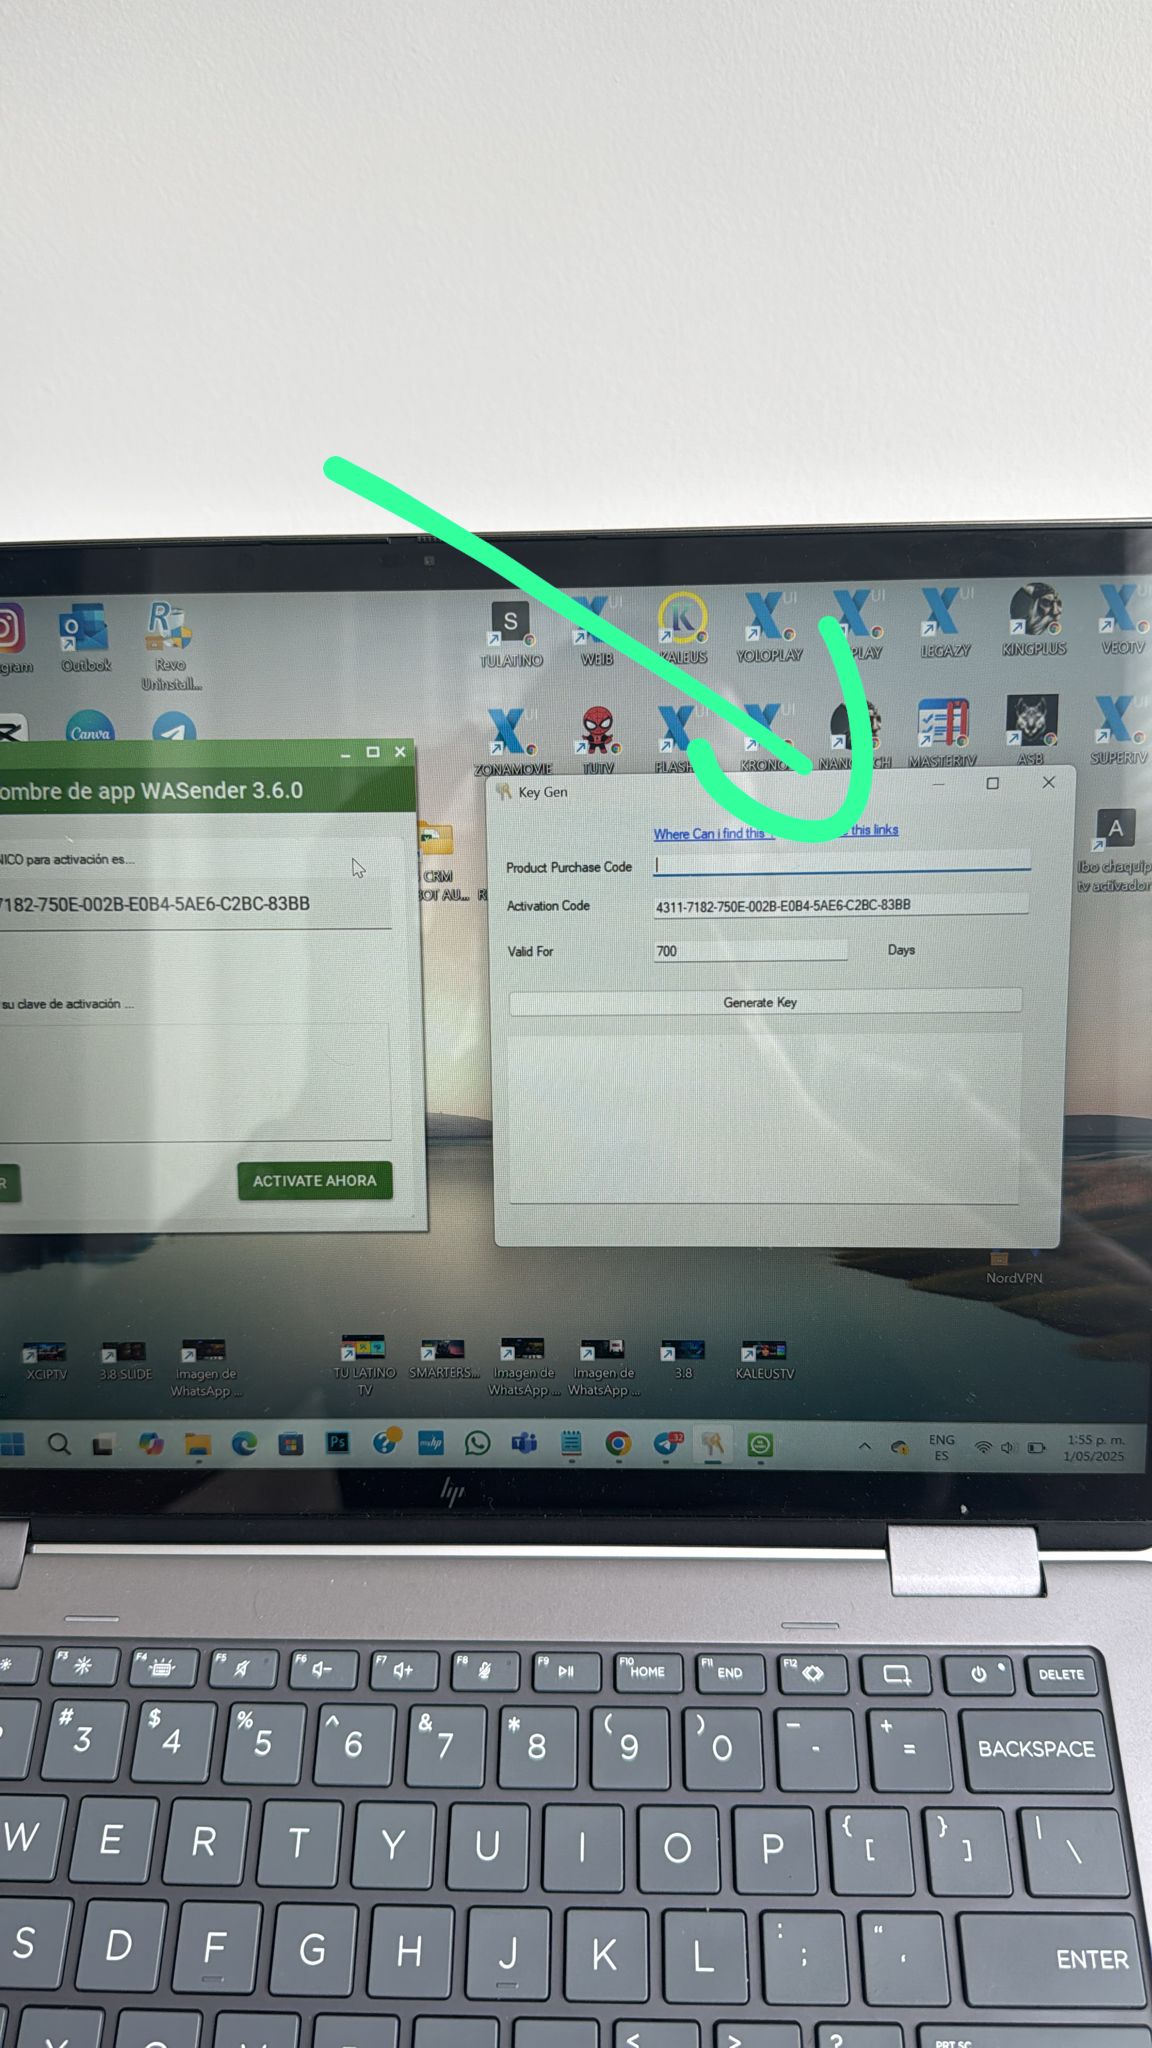 Outlook
Revo
Uninstall...
gram
Canva
S
TULATINO
WEIB
KALEUS
YOLOPLAY
PLAY
LEGAZY
KINGPLUS
VEOTV
ZONAMOVIE
TUTV
FLASH
KRONO
MASTERTV
ASB
SUPERTV
ombre de app WASender 3.6.0
NICO para activación es...
7182-750E-002B-E0B4-5AE6-C2BC-83BB
su clave de activación ...
R
ACTIVATE AHORA
CRM
BOT AU...
Key Gen
Where Can i find this
this links
Product Purchase Code
Activation Code
4311-7182-750E-002B-E0B4-5AE6-C2BC-83BB
Valid For
700
Days
Generate Key
A
Ibo chaquip
tv activador
NordVPN
XCIPTV
3.8 SLIDE
Imagen de
WhatsApp ...
TU LATINO
TV
SMARTERS...
Imagen de
WhatsApp ...
Imagen de
WhatsApp ...
3.8
KALEUSTV
Ps
myhp
32
ENG
ES
1:55 p. m.
1/05/2025
hp
F3
F4
F5
F6
F7
F8
F9
F10 HOME
F11 END
F12
DELETE
# 3
$ 4
% 5
^ 6
& 7
* 8
( 9
) 0
_ -
+ =
BACKSPACE
W E R T Y U I O P { [ } ] | \
S D F G H J K L : ; " '
ENTER
< > ?
PRT SC